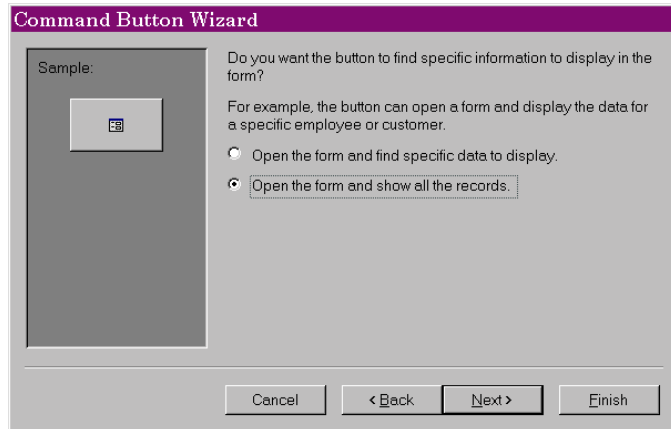 Command Button Wizard
Sample:
Do you want the button to find specific information to display in the
form?
For example, the button can open a form and display the data for
a specific employee or customer.
Open the form and find specific data to display.
Open the form and show all the records.
Cancel
< Back
Next >
Finish